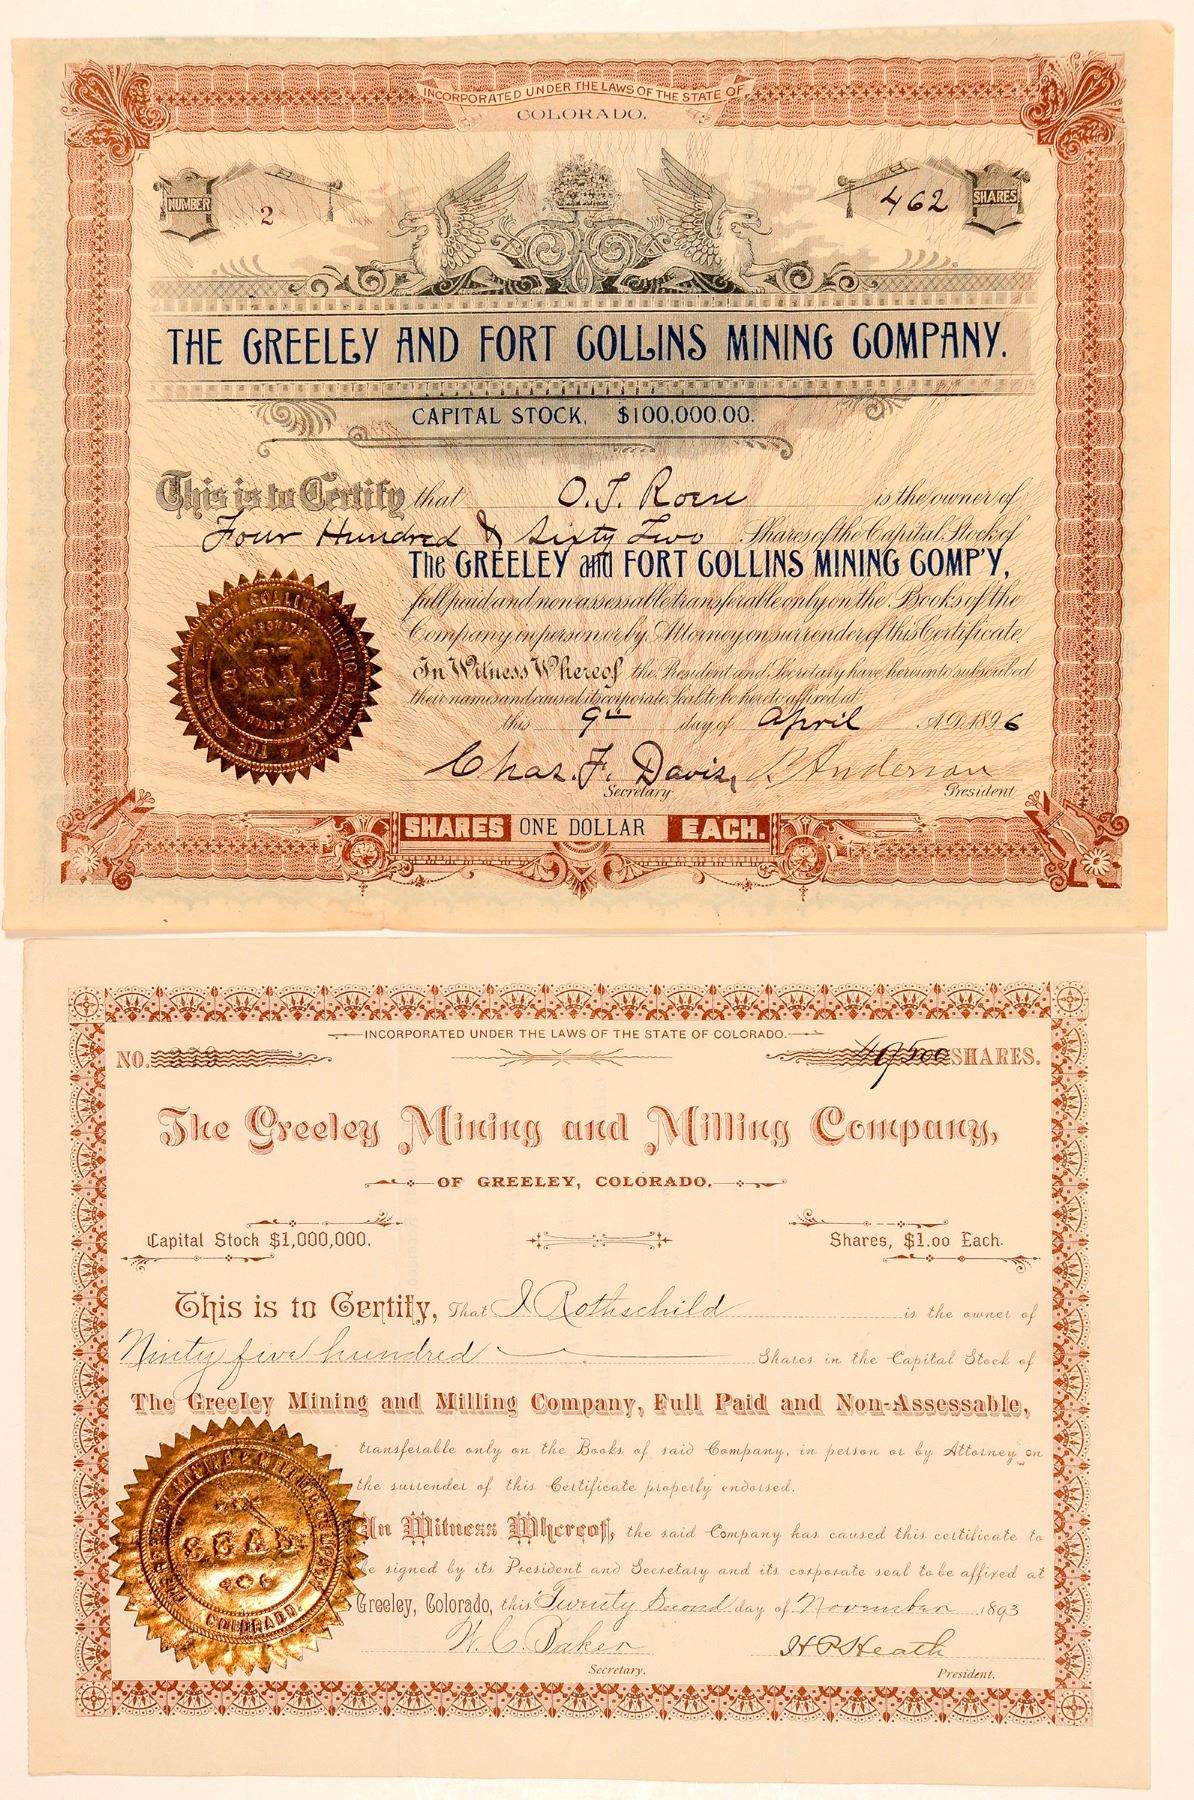 INCORPORATED UNDER THE LAWS OF THE STATE OF
COLORADO.
NUMBER 2
462 SHARES
THE GREELEY AND FORT COLLINS MINING COMPANY.
CAPITAL STOCK, $100,000.00.
This is to Certify that O. J. is the owner of
Four Hundred & Sixty Two Shares of the Capital Stock of
The GREELEY and FORT COLLINS MINING COMP'Y,
full paid and non assessable transferable only on the Books of the
Company in person or by Attorney on surrender of this Certificate.
In Witness Whereof the President and Secretary have hereunto subscribed
their names and caused its corporate Seal to be hereto affixed at
this 9th day of April A.D. 1896
Chas. F. Davis, P. Anderson
Secretary President
SEAL
SHARES ONE DOLLAR EACH.
INCORPORATED UNDER THE LAWS OF THE STATE OF COLORADO.
NO. 379 SHARES.
The Greeley Mining and Milling Company,
OF GREELEY, COLORADO.
Capital Stock $1,000,000. Shares, $1.00 Each.
This is to Certify, That I Rothschild is the owner of
Ninty five hundred Shares in the Capital Stock of
The Greeley Mining and Milling Company, Full Paid and Non-Assessable,
transferable only on the Books of said Company, in person or by Attorney on
the surrender of this Certificate properly endorsed.
In Witness Whereof, the said Company has caused this certificate to
be signed by its President and Secretary and its corporate seal to be affixed at
Greeley, Colorado, this Twenty Second day of November 1893
W. C. Baker H P Heath
Secretary. President.
SEAL
COLORADO.